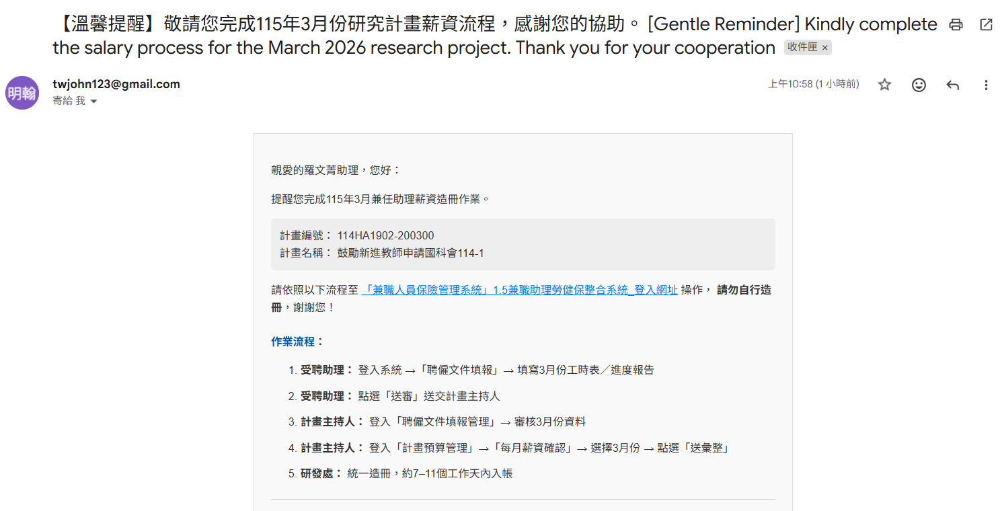 【溫馨提醒】敬請您完成115年3月份研究計畫薪資流程，感謝您的協助。 [Gentle Reminder] Kindly complete
the salary process for the March 2026 research project. Thank you for your cooperation 收件匣 ×
明翰
twjohn123@gmail.com
上午10:58 (1 小時前)
寄給 我
親愛的羅文菁助理，您好：
提醒您完成115年3月兼任助理薪資造冊作業。
計畫編號： 114HA1902-200300
計畫名稱： 鼓勵新進教師申請國科會114-1
請依照以下流程至 「兼職人員保險管理系統」1.5兼職助理勞健保整合系統_登入網址 操作， 請勿自行造
冊，謝謝您！
作業流程：
1. 受聘助理： 登入系統 →「聘僱文件填報」→ 填寫3月份工時表／進度報告
2. 受聘助理： 點選「送審」送交計畫主持人
3. 計畫主持人： 登入「聘僱文件填報管理」→ 審核3月份資料
4. 計畫主持人： 登入「計畫預算管理」→「每月薪資確認」→ 選擇3月份 → 點選「送彙整」
5. 研發處： 統一造冊，約7–11個工作天內入帳